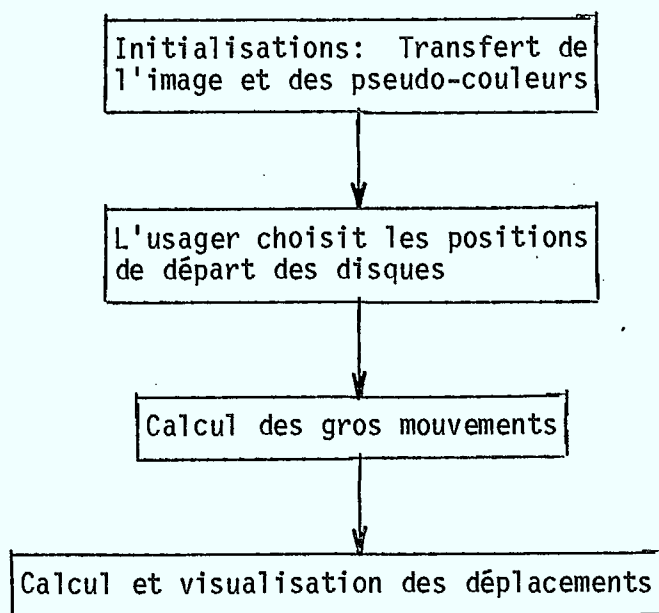 Initialisations: Transfert de
l'image et des pseudo-couleurs
L'usager choisit les positions
de départ des disques
Calcul des gros mouvements
Calcul et visualisation des déplacements